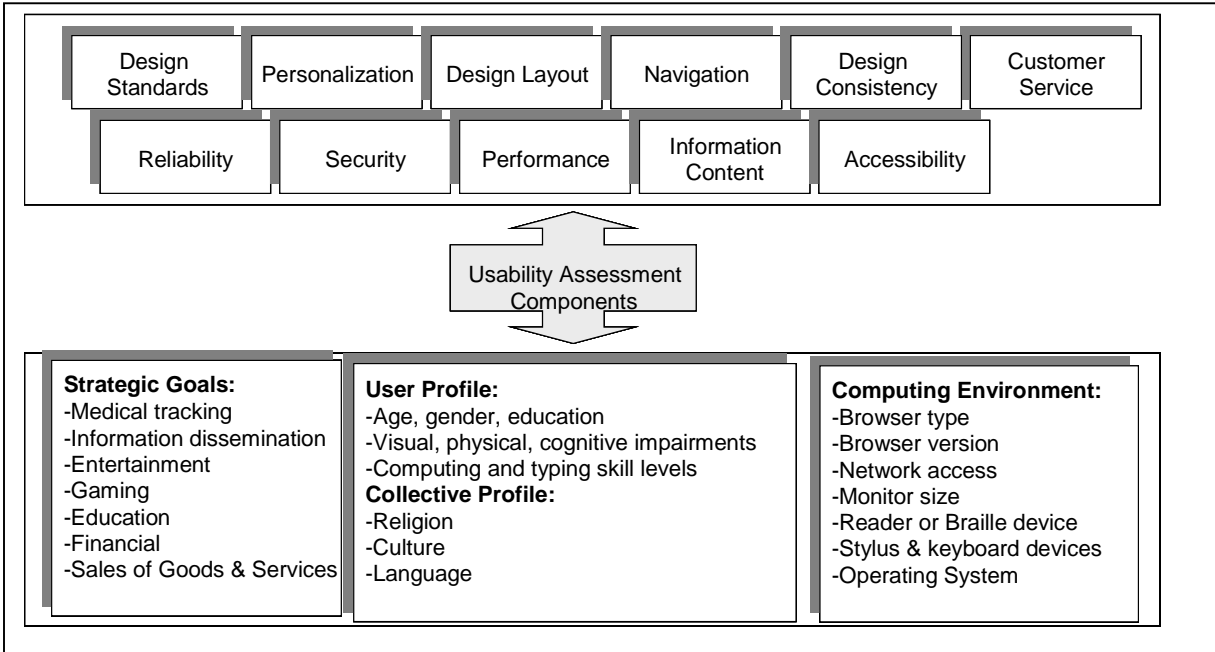 Design
Standards
Personalization
Design Layout
Navigation
Design
Consistency
Customer
Service
Reliability
Security
Performance
Information
Content
Accessibility
Usability Assessment
Components
Strategic Goals:
-Medical tracking
-Information dissemination
-Entertainment
-Gaming
-Education
-Financial
-Sales of Goods & Services
User Profile:
-Age, gender, education
-Visual, physical, cognitive impairments
-Computing and typing skill levels
Collective Profile:
-Religion
-Culture
-Language
Computing Environment:
-Browser type
-Browser version
-Network access
-Monitor size
-Reader or Braille device
-Stylus & keyboard devices
-Operating System